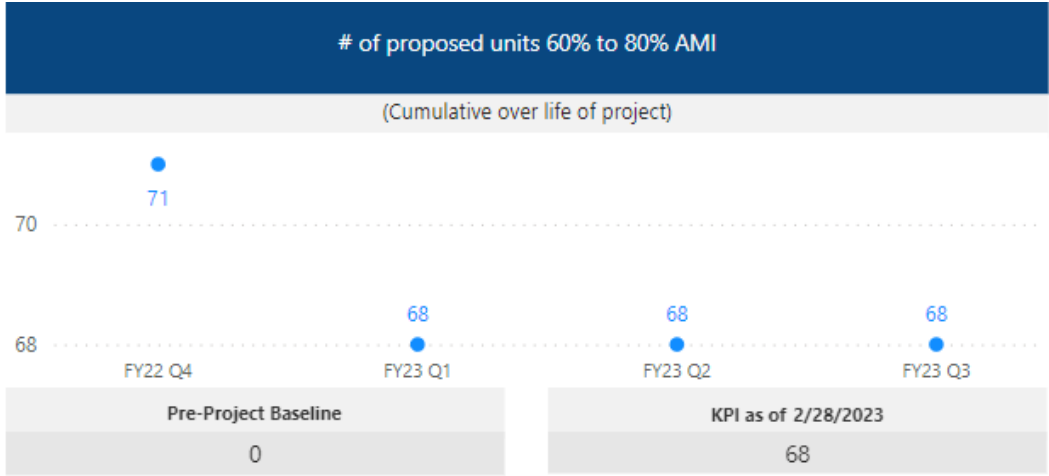 # of proposed units 60% to 80% AMI
(Cumulative over life of project)
71
70
68 68 68
68
FY22 Q4 FY23 Q1 FY23 Q2 FY23 Q3
Pre-Project Baseline KPI as of 2/28/2023
0 68